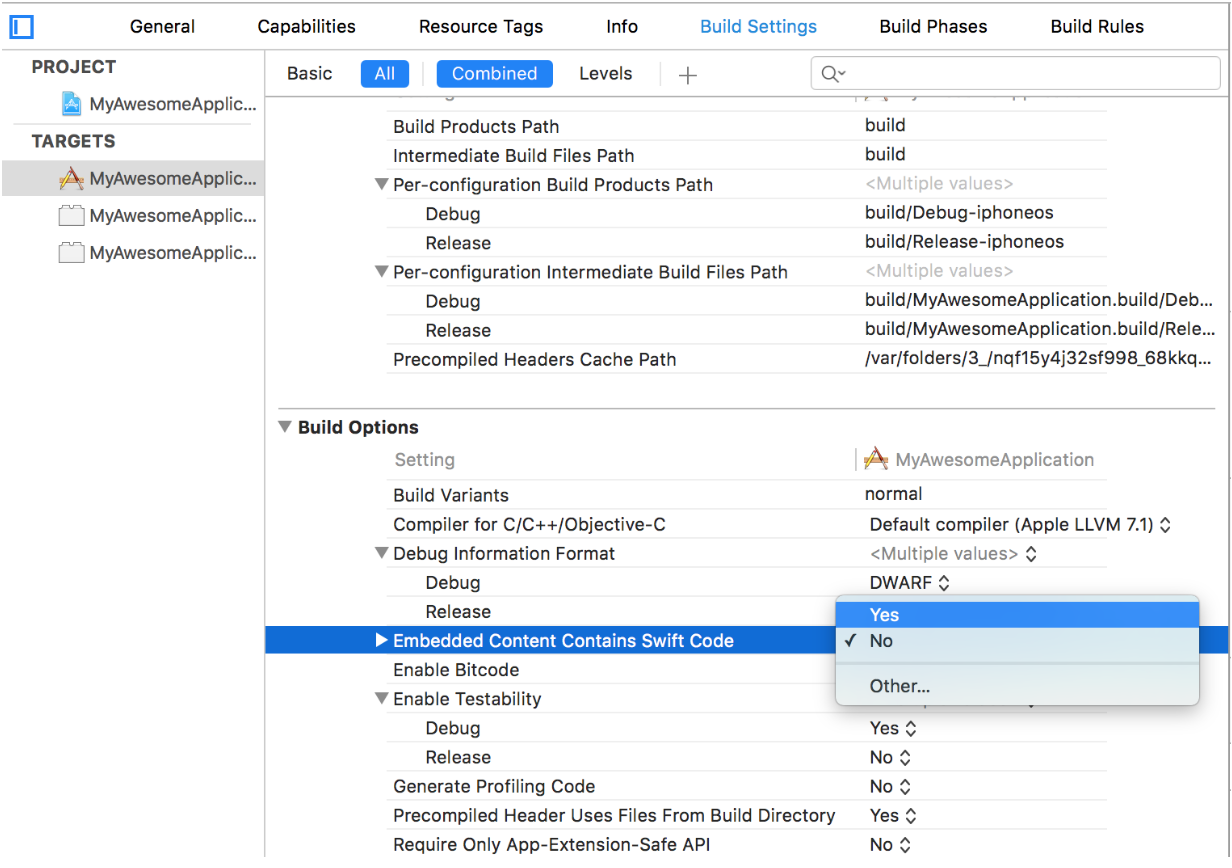 General Capabilities Resource Tags Info Build Settings Build Phases Build Rules
PROJECT
MyAwesomeApplic...
TARGETS
MyAwesomeApplic...
MyAwesomeApplic...
MyAwesomeApplic...
Basic All Combined Levels +
Build Products Path build
Intermediate Build Files Path build
Per-configuration Build Products Path <Multiple values>
Debug build/Debug-iphoneos
Release build/Release-iphoneos
Per-configuration Intermediate Build Files Path <Multiple values>
Debug build/MyAwesomeApplication.build/Deb...
Release build/MyAwesomeApplication.build/Rele...
Precompiled Headers Cache Path /var/folders/3_/nqf15y4j32sf998_68kkq...
Build Options
Setting MyAwesomeApplication
Build Variants normal
Compiler for C/C++/Objective-C Default compiler (Apple LLVM 7.1)
Debug Information Format <Multiple values>
Debug DWARF
Release
Yes
Embedded Content Contains Swift Code ✓ No
Enable Bitcode
Other...
Enable Testability
Debug Yes
Release No
Generate Profiling Code No
Precompiled Header Uses Files From Build Directory Yes
Require Only App-Extension-Safe API No